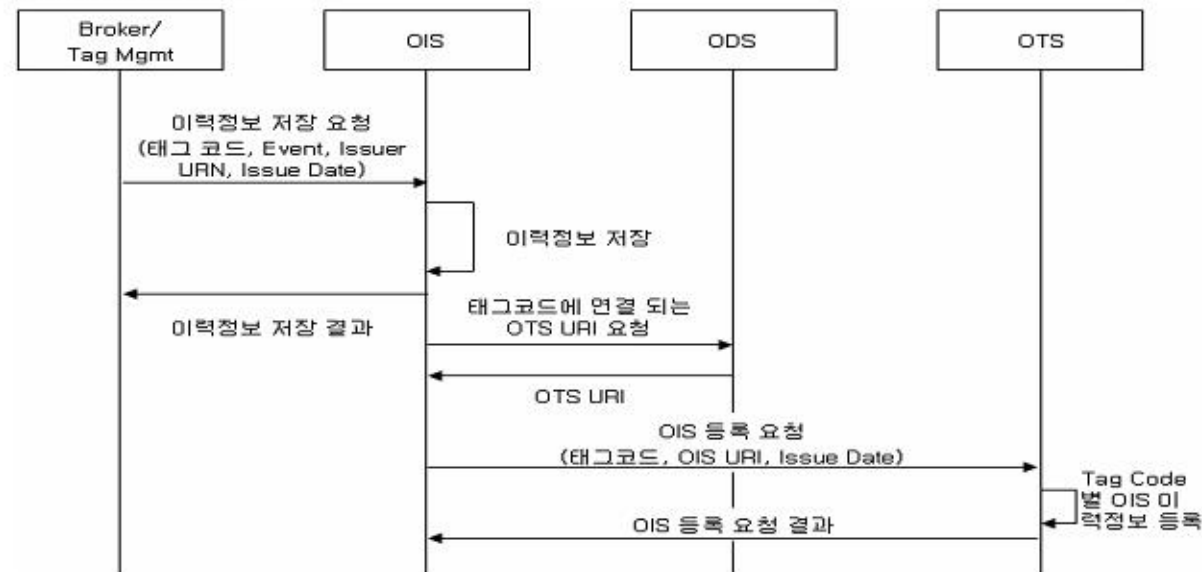 Broker/
Tag Mgmt
OIS
ODS
OTS
이력정보 저장 요청
(태그 코드, Event, Issuer
URN, Issue Date)
이력정보 저장
이력정보 저장 결과
태그코드에 연결 되는
OTS URI 요청
OTS URI
OIS 등록 요청
(태그코드, OIS URI, Issue Date)
Tag Code
별 OIS 이
력정보 등록
OIS 등록 요청 결과